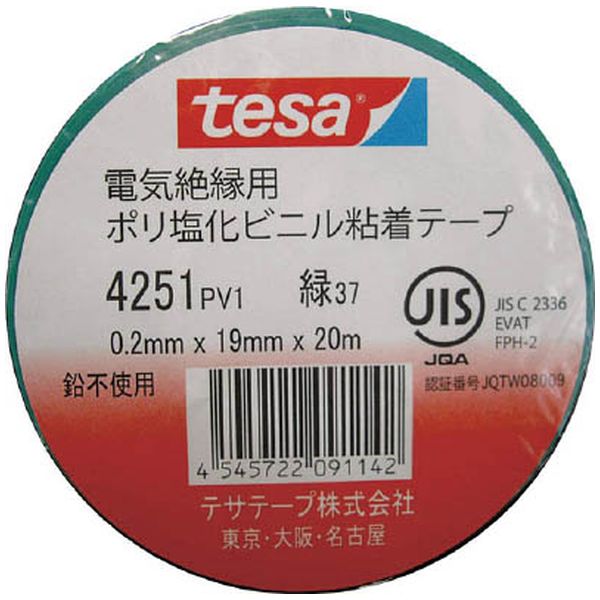 tesa®
電気絶縁用
ポリ塩化ビニル粘着テープ
4251 PV1 緑37
0.2mm x 19mm x 20m
JIS
JQA
JIS C 2336
EVAT
FPH-2
認証番号 JQTW08009
鉛不使用
4 545722 091142
テサテープ株式会社
東京・大阪・名古屋